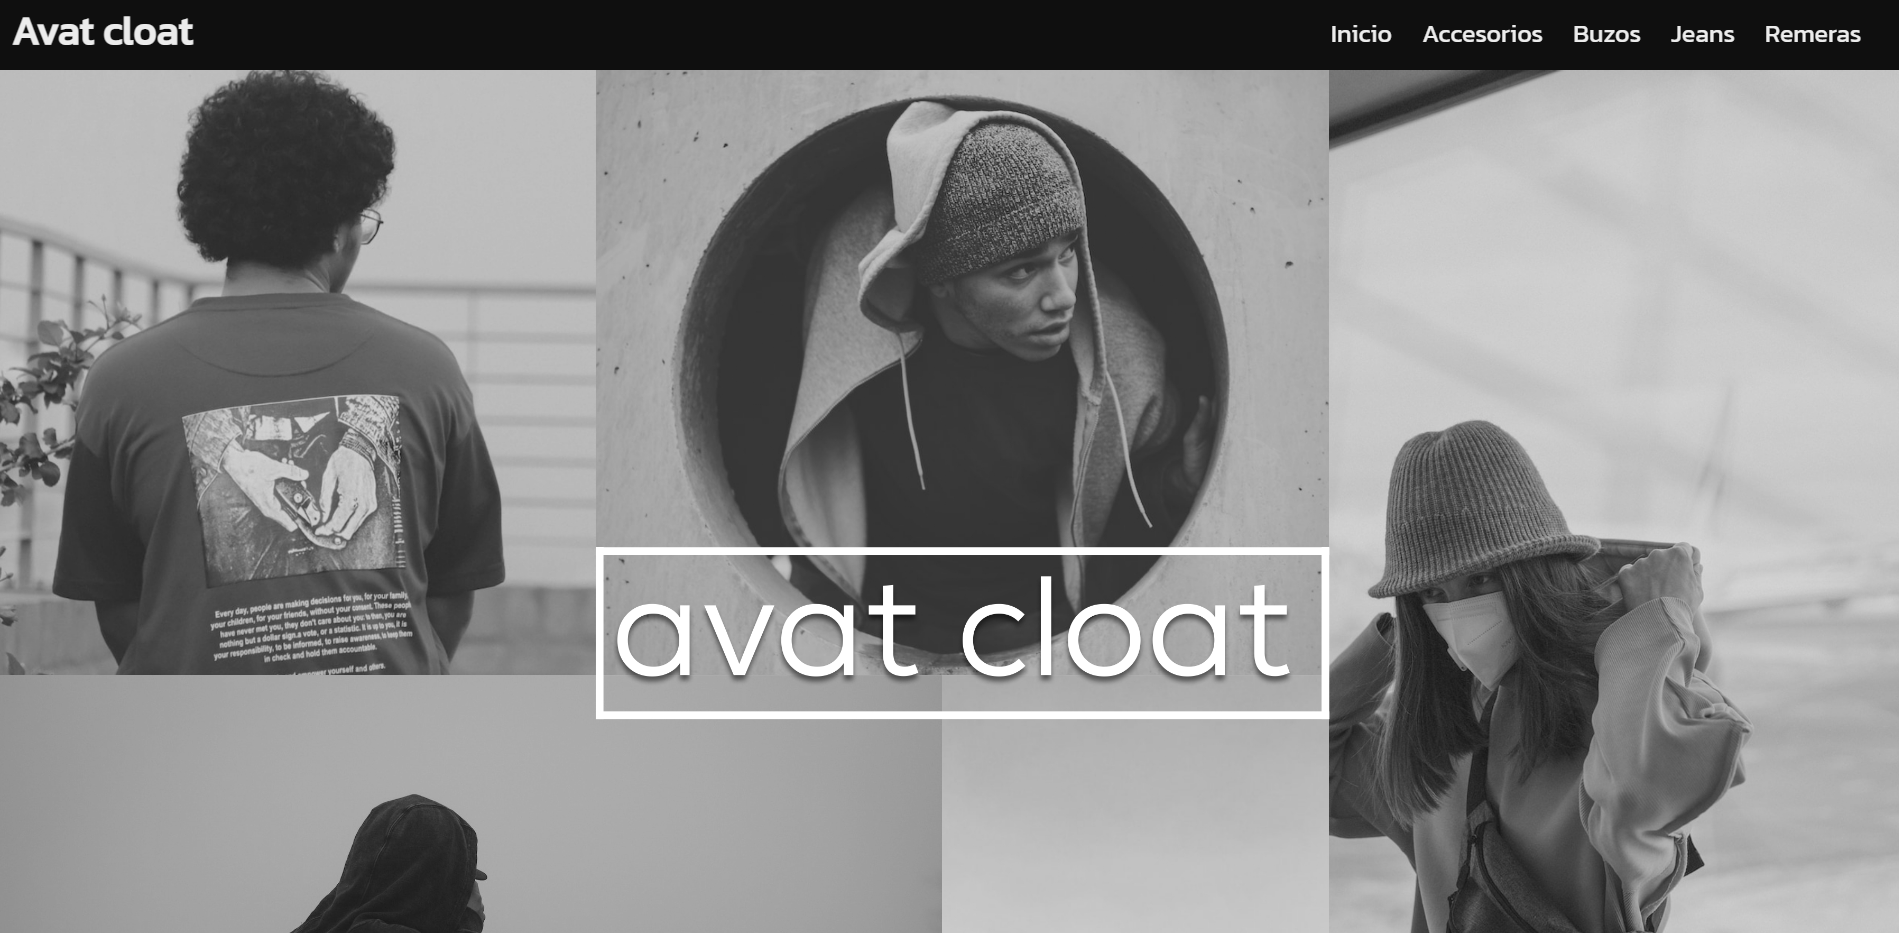 Avat cloat
Inicio Accesorios Buzos Jeans Remeras
Every day, people are making decisions for you, for your family,
your children, for your friends, without your consent. These people
have never met you, they don't care about you to then, you are
nothing but a dollar sign, a vote, or a statistic. It is up to you, it is
your responsibility, to be informed, to raise awareness, to keep them
in check and hold them accountable.
empower yourself and others.
avat cloat